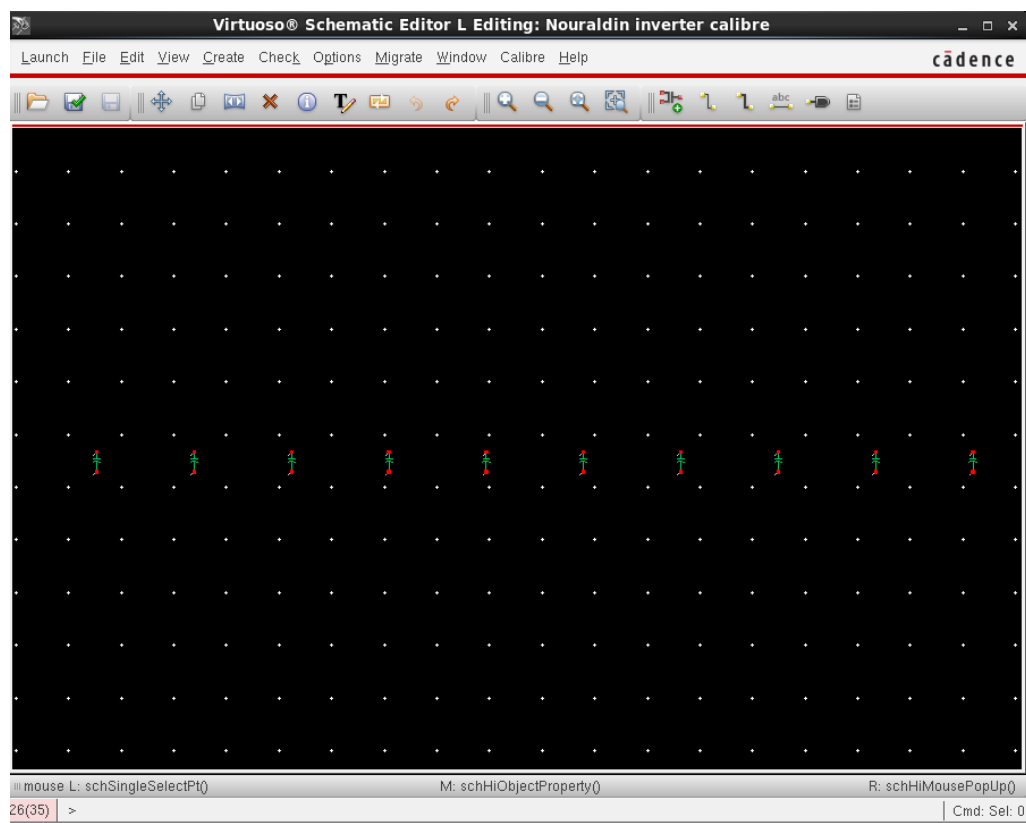 Virtuoso® Schematic Editor L Editing: Nouraldin inverter calibre
Launch File Edit View Create Check Options Migrate Window Calibre Help cādence
abc
mouse L: schSingleSelectPt() M: schHiObjectProperty() R: schHiMousePopUp()
26(35) > Cmd: Sel: 0